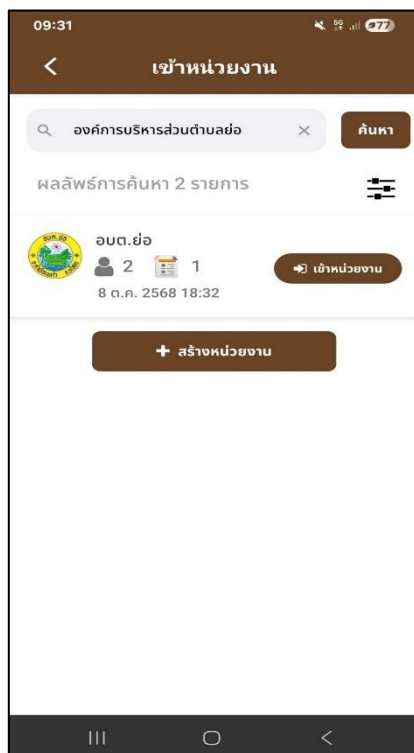 09:31
5G
77
เข้าหน่วยงาน
องค์การบริหารส่วนตำบลย่อ
ค้นหา
ผลลัพธ์การค้นหา 2 รายการ
อบต.ย่อ
2
1
เข้าหน่วยงาน
8 ต.ค. 2568 18:32
+ สร้างหน่วยงาน